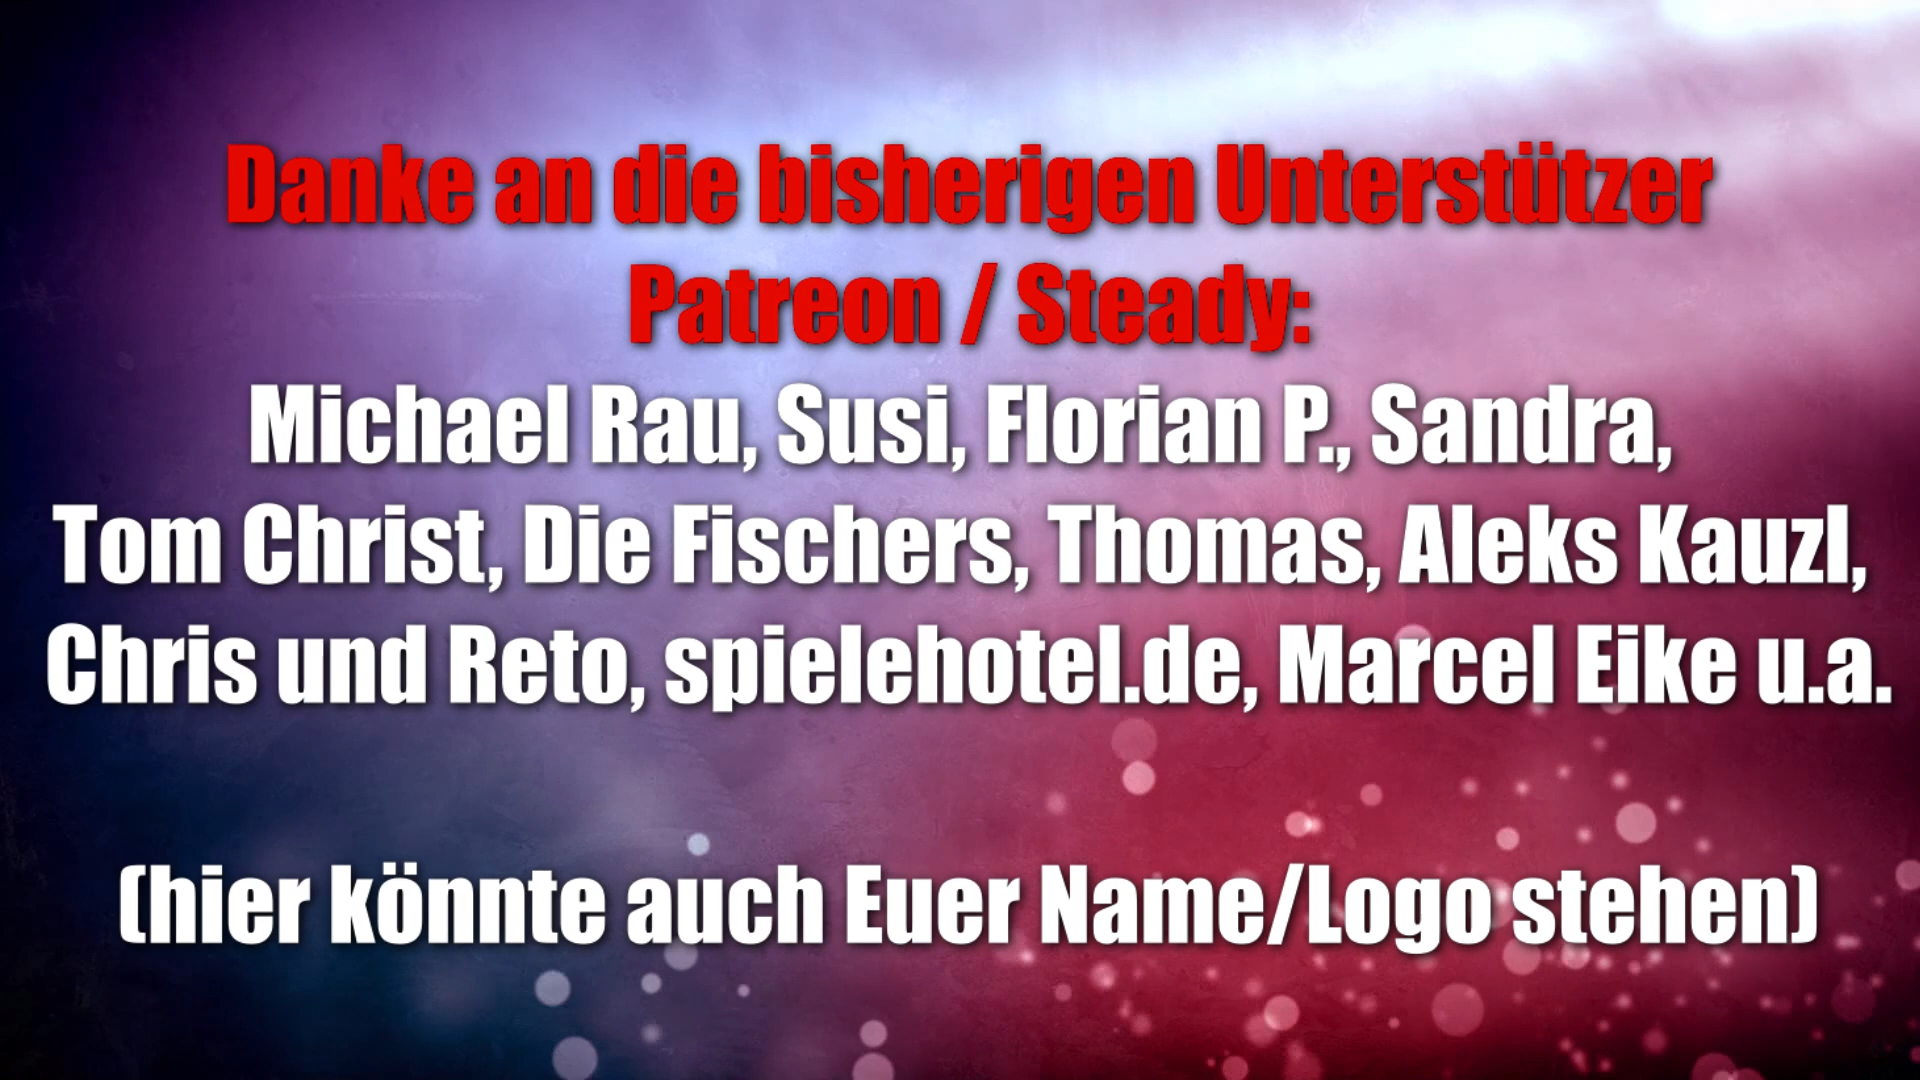 Danke an die bisherigen Unterstützer
Patreon / Steady:
Michael Rau, Susi, Florian P., Sandra,
Tom Christ, Die Fischers, Thomas, Aleks Kauzl,
Chris und Reto, spielehotel.de, Marcel Eike u.a.
(hier könnte auch Euer Name/Logo stehen)